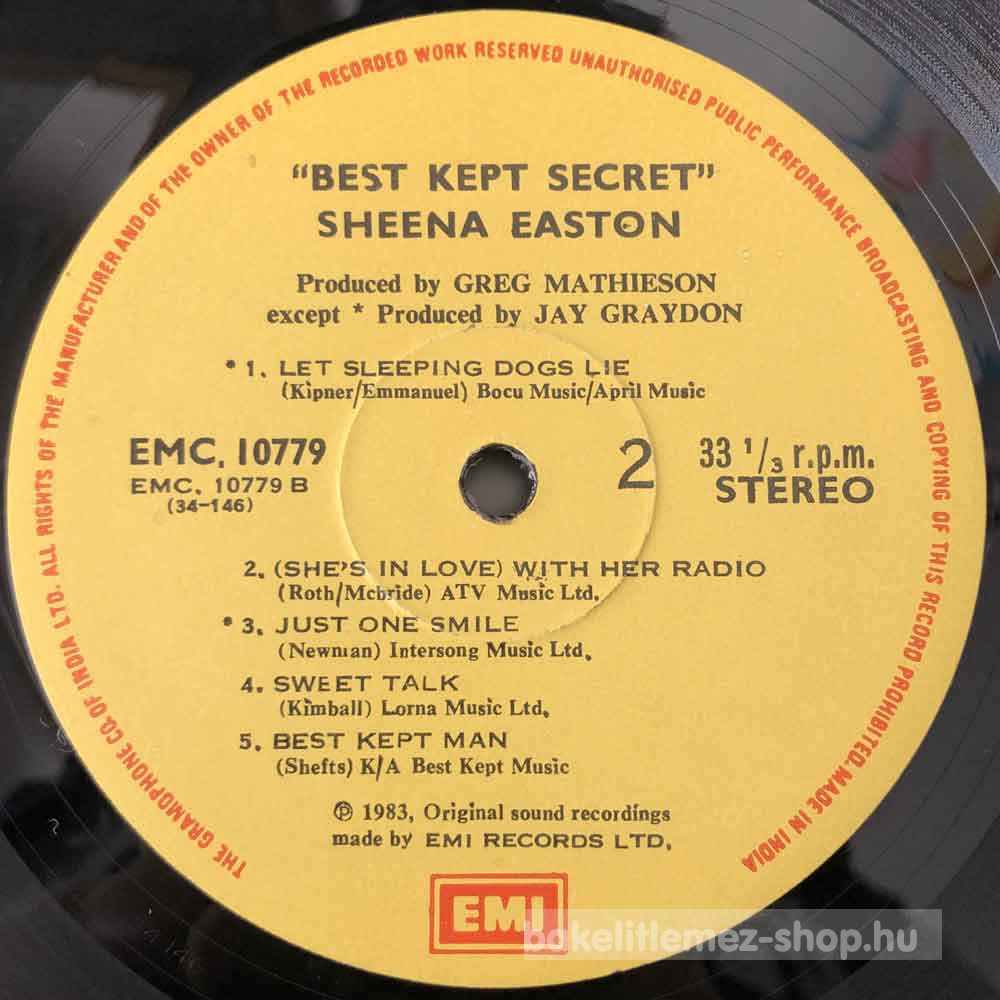 THE GRAMOPHONE CO. OF INDIA LTD. ALL RIGHTS OF THE MANUFACTURER AND OF THE OWNER OF THE RECORDED WORK RESERVED UNAUTHORISED PUBLIC PERFORMANCE BROADCASTING AND COPYING OF THIS RECORD PROHIBITED. MADE IN INDIA
"BEST KEPT SECRET"
SHEENA EASTON
Produced by GREG MATHIESON
except * Produced by JAY GRAYDON
* 1. LET SLEEPING DOGS LIE
(Kipner/Emmanuel) Bocu Music/April Music
EMC. 10779
EMC. 10779 B
(34-146)
2
33 1/3 r.p.m.
STEREO
2. (SHE'S IN LOVE) WITH HER RADIO
(Roth/Mcbride) ATV Music Ltd.
* 3. JUST ONE SMILE
(Newman) Intersong Music Ltd.
4. SWEET TALK
(Kimball) Lorna Music Ltd.
5. BEST KEPT MAN
(Shefts) K/A Best Kept Music
℗ 1983, Original sound recordings
made by EMI RECORDS LTD.
EMI
bakelitlemez-shop.hu